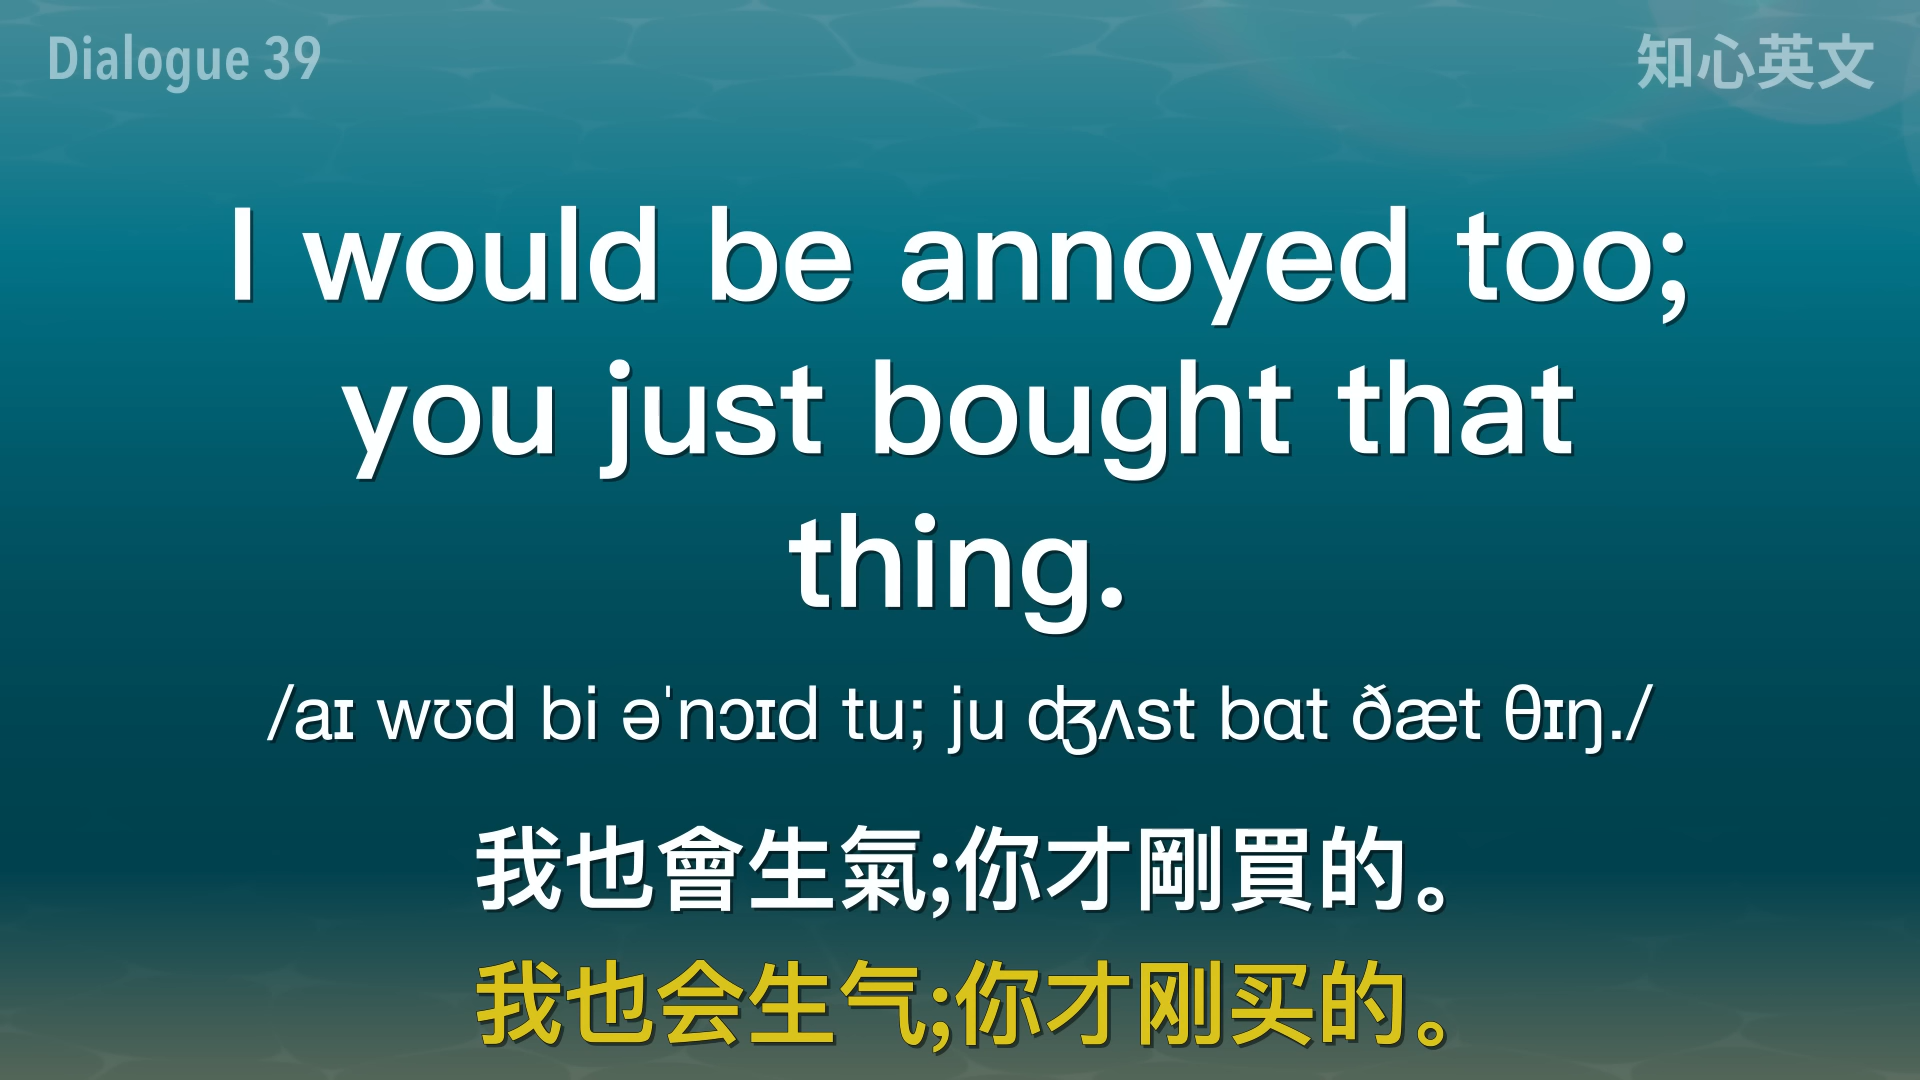 Dialogue 39
知心英文
I would be annoyed too;
you just bought that
thing.
/aɪ wʊd bi əˈnɔɪd tu; ju ʤʌst bɑt ðæt θɪŋ./
我也會生氣;你才剛買的。
我也会生气;你才刚买的。